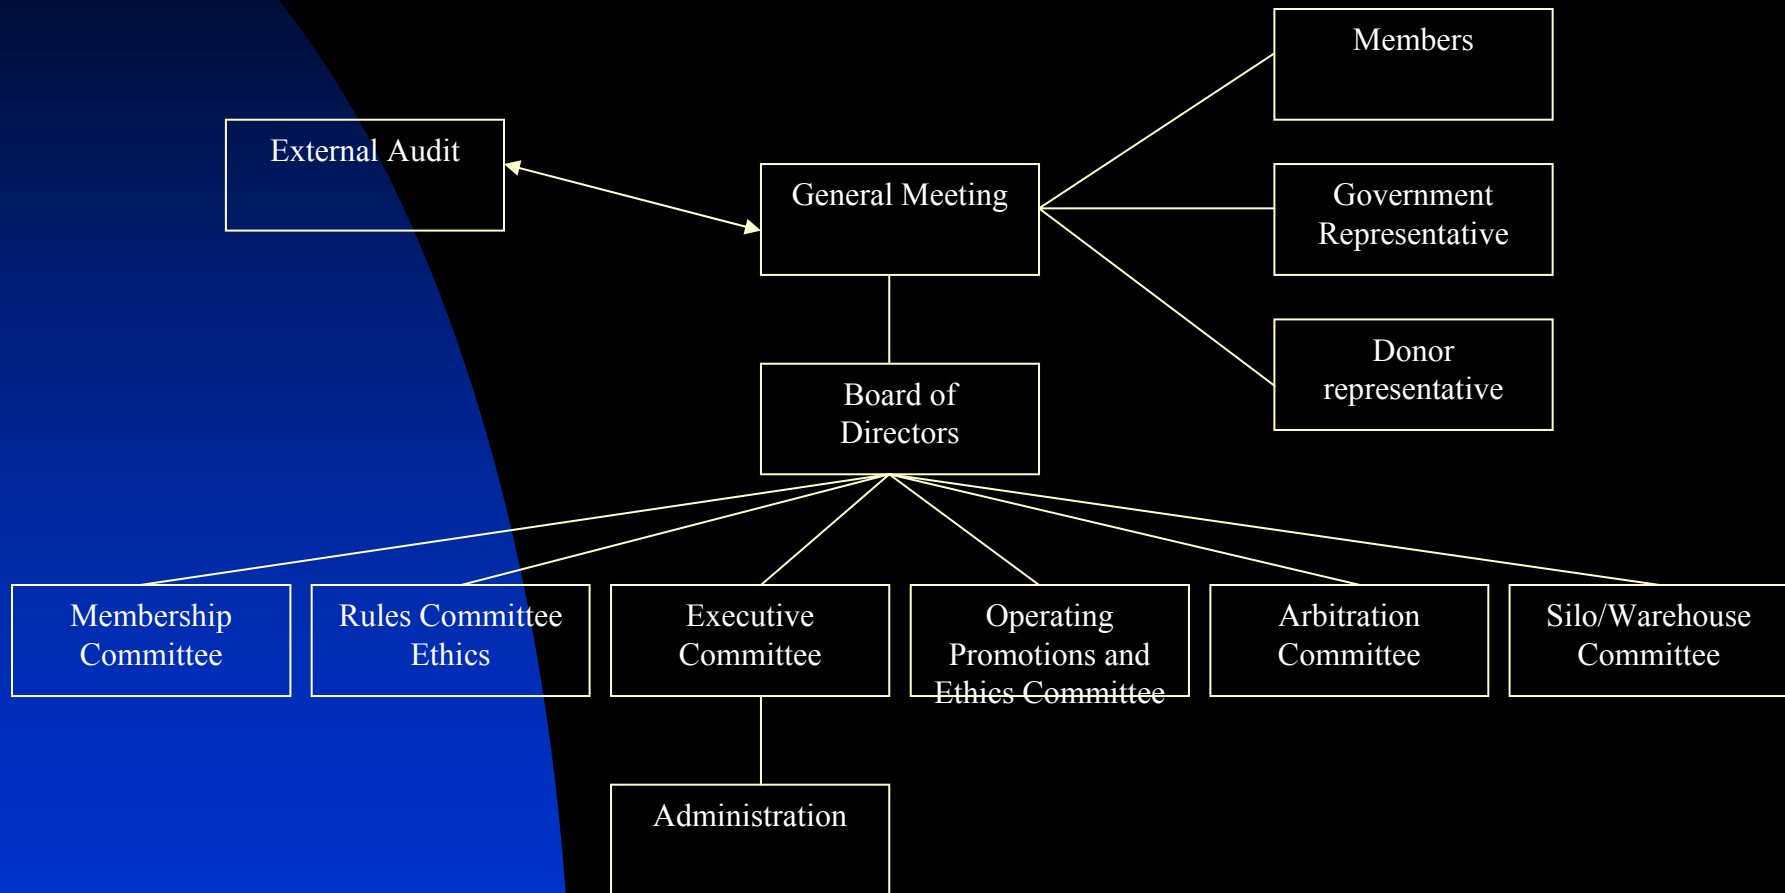 Members
External Audit
General Meeting
Government
Representative
Donor
representative
Board of
Directors
Membership
Committee
Rules Committee
Ethics
Executive
Committee
Operating
Promotions and
Ethics Committee
Arbitration
Committee
Silo/Warehouse
Committee
Administration